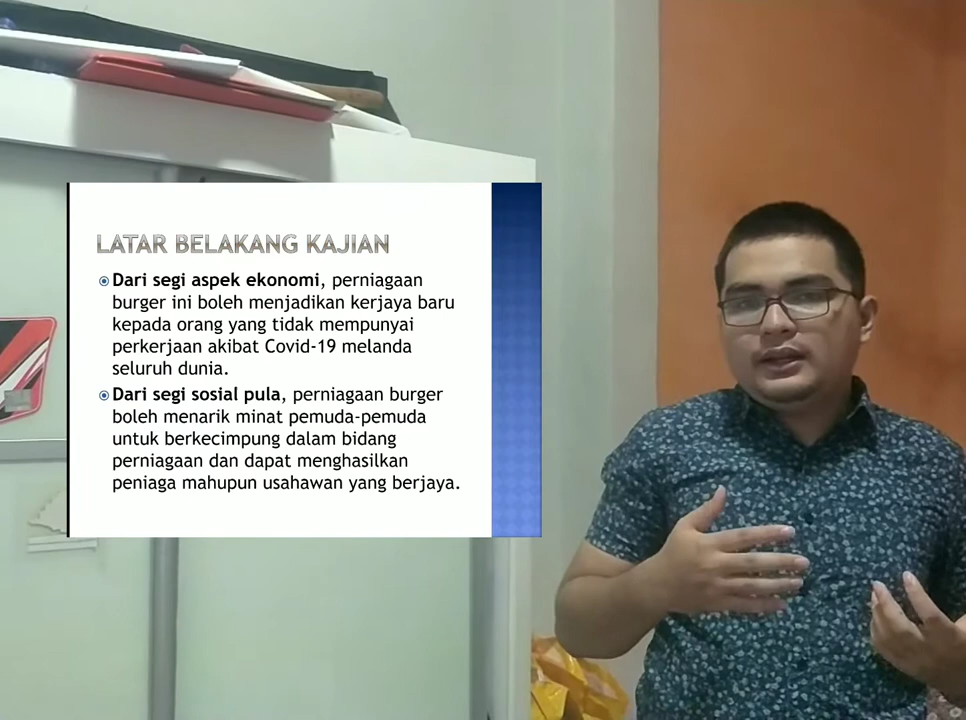 LATAR BELAKANG KAJIAN
Dari segi aspek ekonomi, perniagaan
burger ini boleh menjadikan kerjaya baru
kepada orang yang tidak mempunyai
perkerjaan akibat Covid-19 melanda
seluruh dunia.
Dari segi sosial pula, perniagaan burger
boleh menarik minat pemuda-pemuda
untuk berkecimpung dalam bidang
perniagaan dan dapat menghasilkan
peniaga mahupun usahawan yang berjaya.